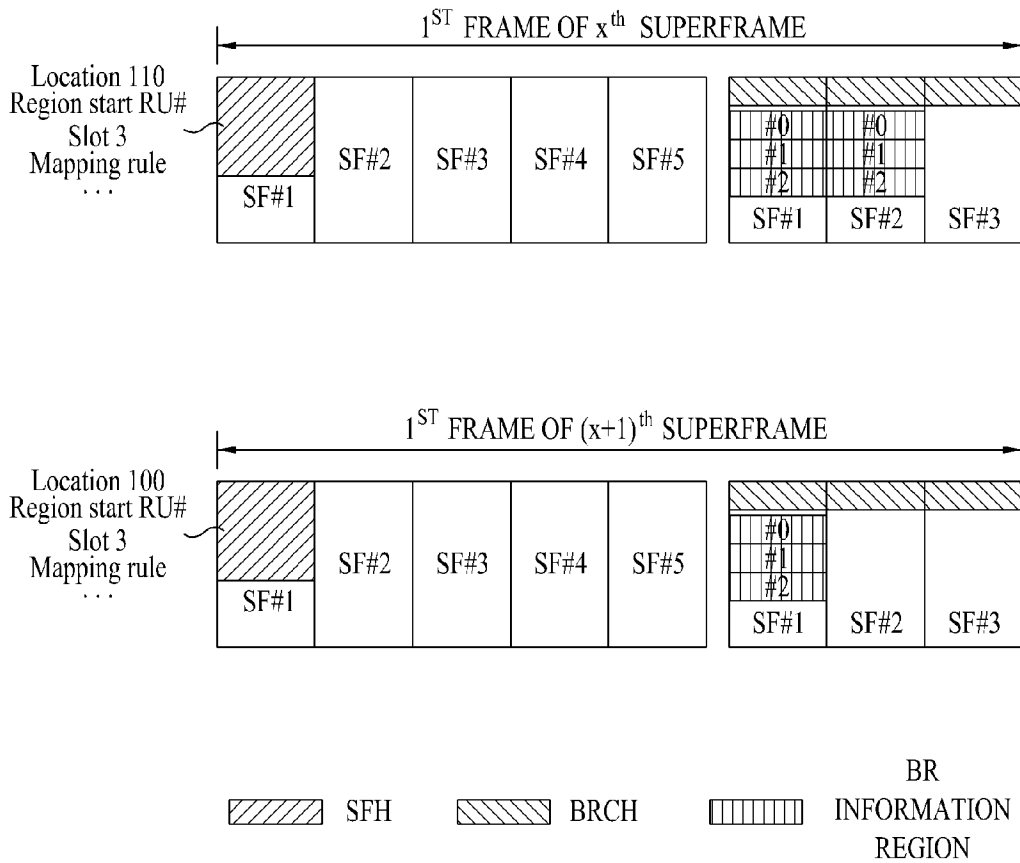 1ST FRAME OF xth SUPERFRAME
Location 110
Region start RU#
Slot 3
Mapping rule
. . .
SF#1
SF#2
SF#3
SF#4
SF#5
#0
#1
#2
SF#1
#0
#1
#2
SF#2
SF#3
1ST FRAME OF (x+1)th SUPERFRAME
Location 100
Region start RU#
Slot 3
Mapping rule
. . .
SF#1
SF#2
SF#3
SF#4
SF#5
#0
#1
#2
SF#1
SF#2
SF#3
SFH
BRCH
BR
INFORMATION
REGION